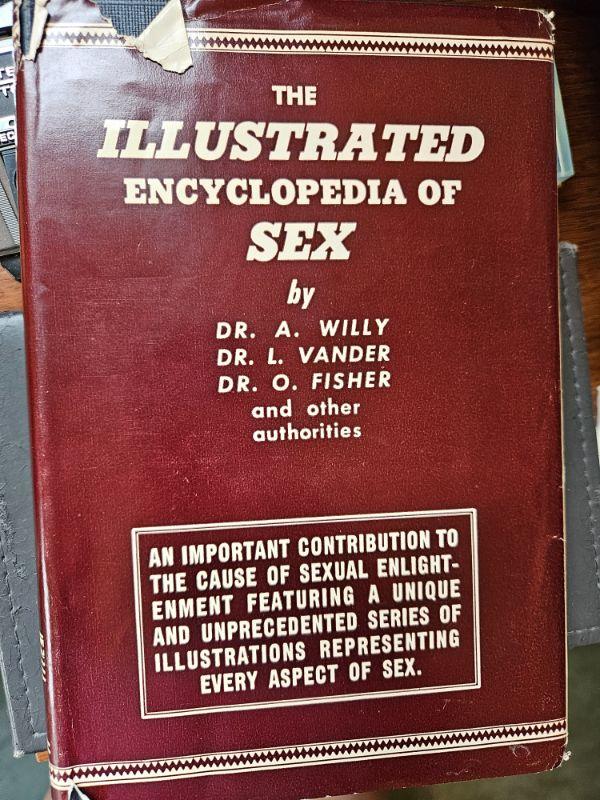 THE
ILLUSTRATED
ENCYCLOPEDIA OF
SEX
by
DR. A. WILLY
DR. L. VANDER
DR. O. FISHER
and other
authorities
AN IMPORTANT CONTRIBUTION TO
THE CAUSE OF SEXUAL ENLIGHT-
ENMENT FEATURING A UNIQUE
AND UNPRECEDENTED SERIES OF
ILLUSTRATIONS REPRESENTING
EVERY ASPECT OF SEX.